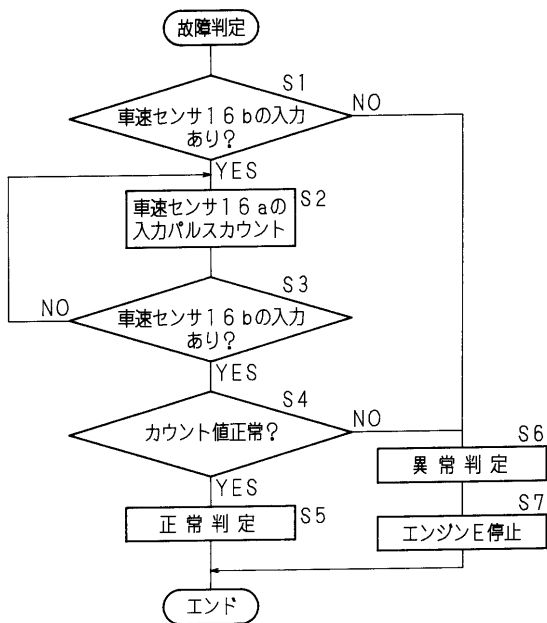 故障判定
S1
車速センサ16bの入力
あり?
NO
YES
車速センサ16aの
入力パルスカウント
S2
S3
車速センサ16bの入力
あり?
NO
YES
S4
カウント値正常?
NO
YES
S6
異常判定
S5
正常判定
S7
エンジンE停止
エンド